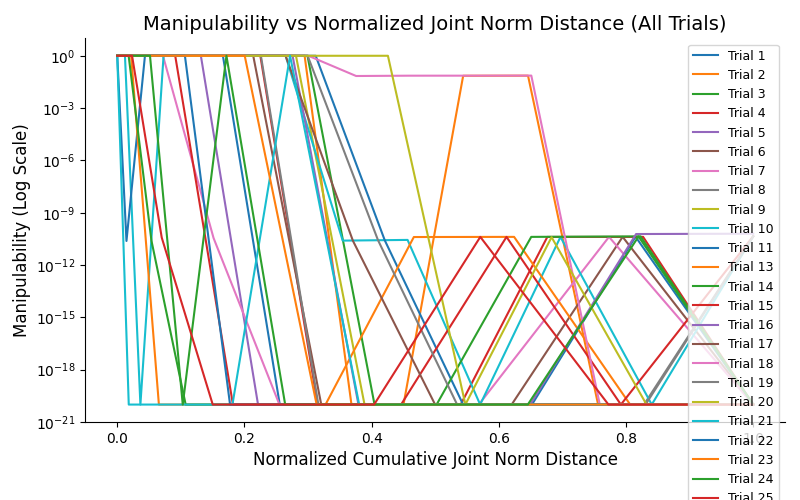 Manipulability vs Normalized Joint Norm Distance (All Trials)
Manipulability (Log Scale)
10⁰
10⁻³
10⁻⁶
10⁻⁹
10⁻¹²
10⁻¹⁵
10⁻¹⁸
10⁻²¹
0.0
0.2
0.4
0.6
0.8
Normalized Cumulative Joint Norm Distance
Trial 1
Trial 2
Trial 3
Trial 4
Trial 5
Trial 6
Trial 7
Trial 8
Trial 9
Trial 10
Trial 11
Trial 13
Trial 14
Trial 15
Trial 16
Trial 17
Trial 18
Trial 19
Trial 20
Trial 21
Trial 22
Trial 23
Trial 24
Trial 25